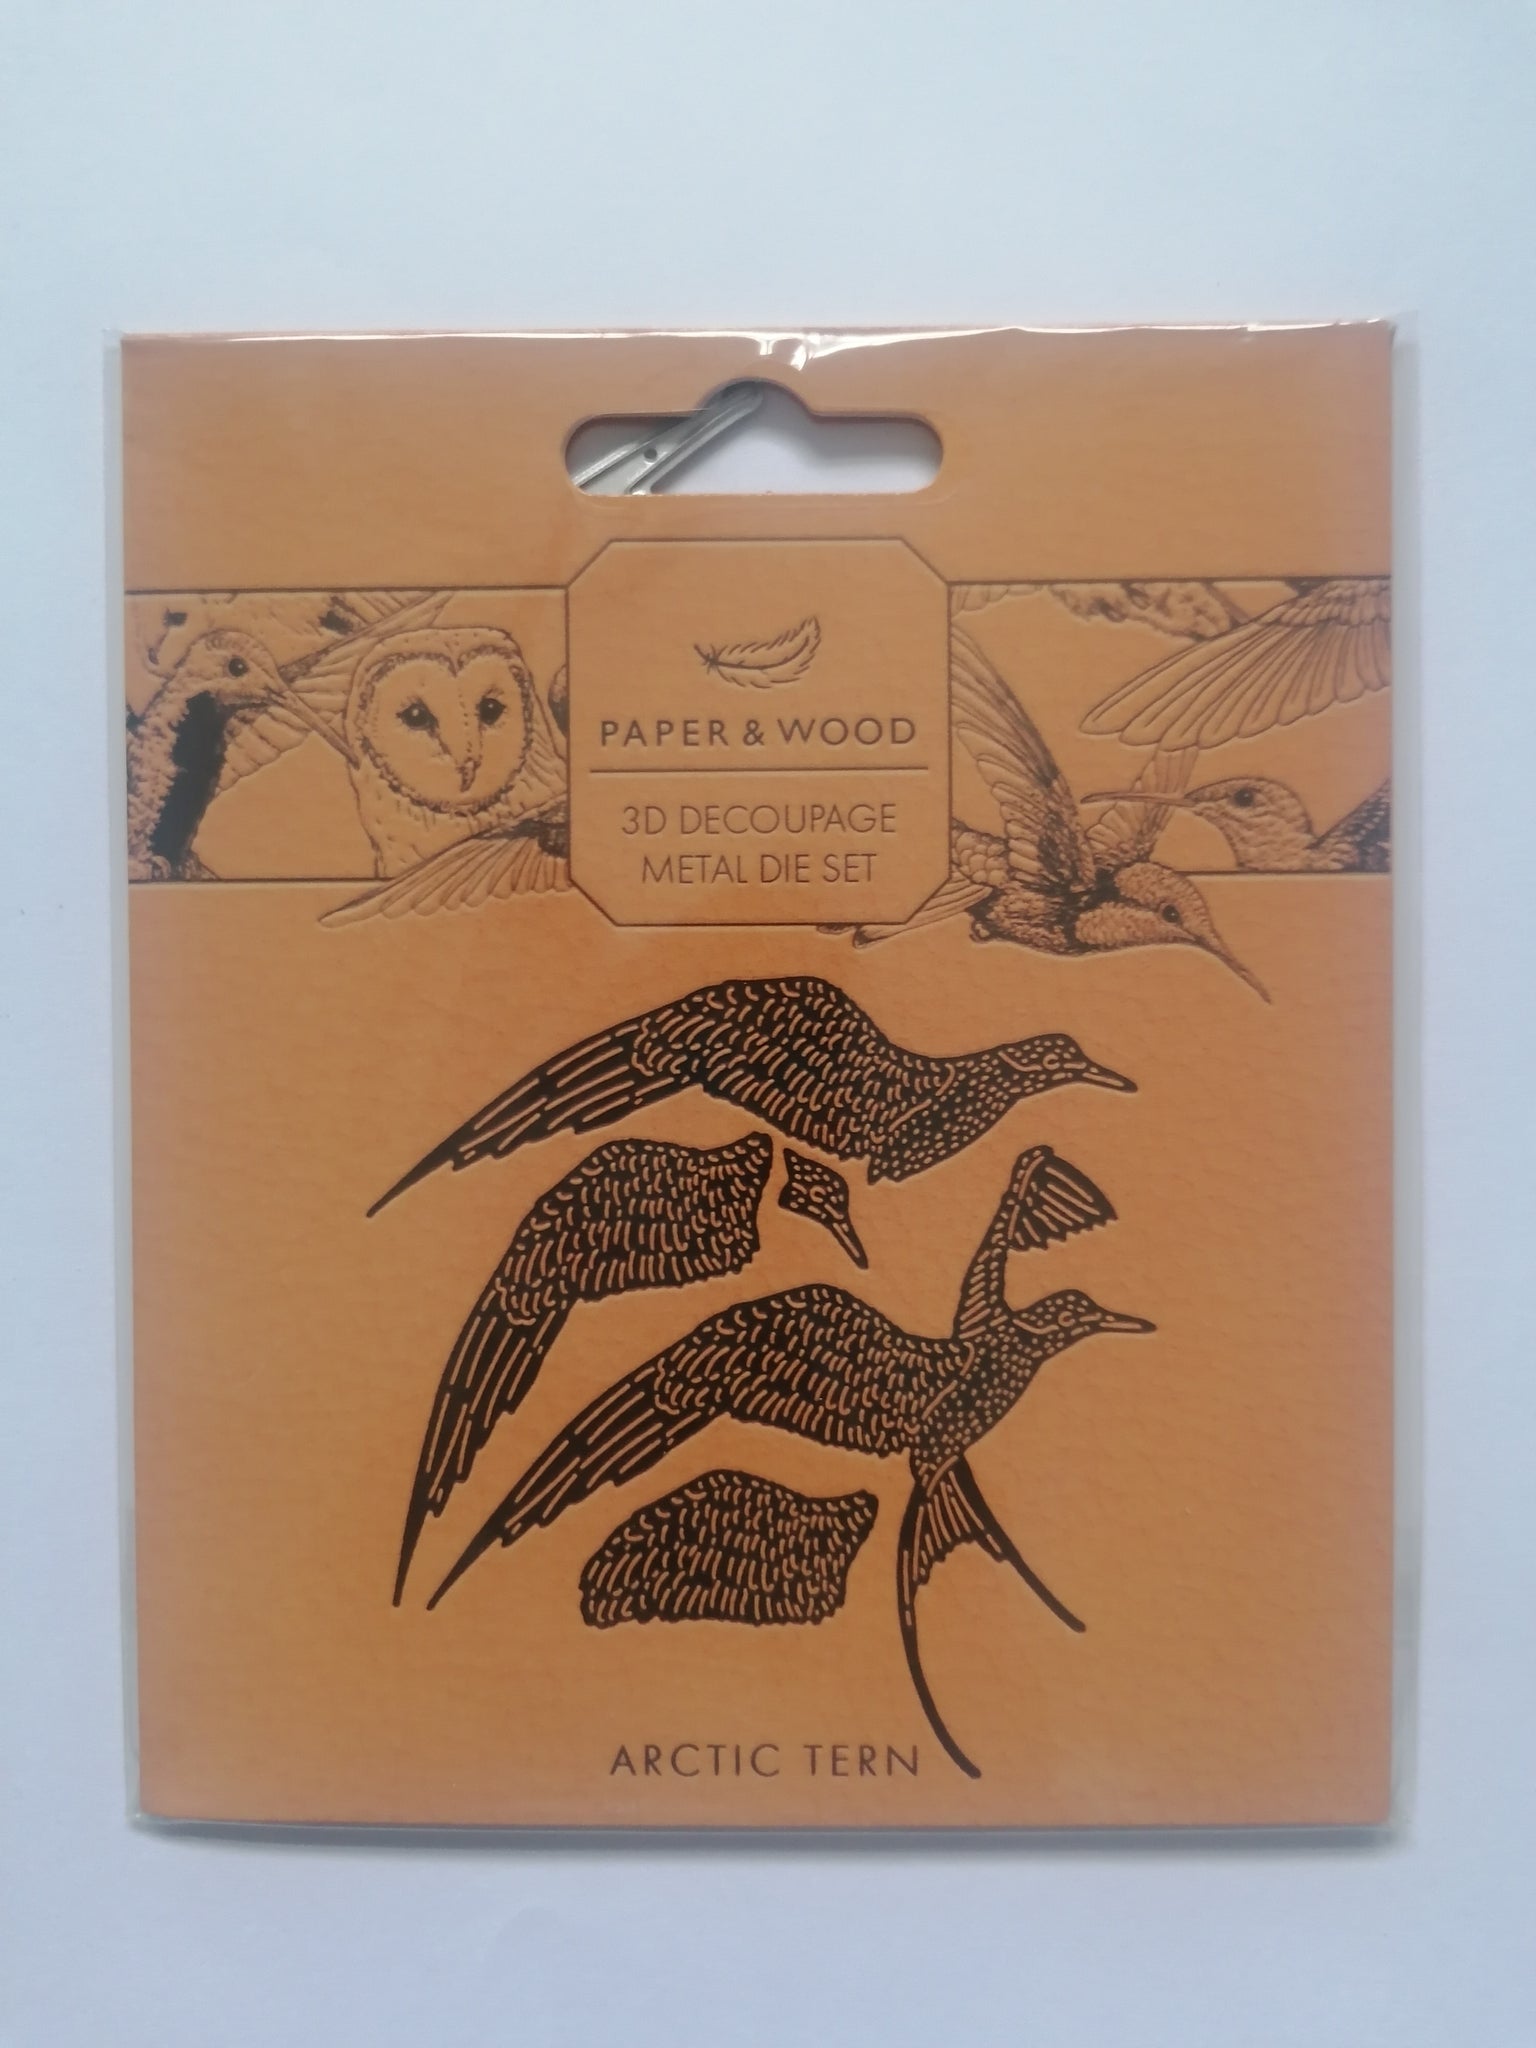 PAPER & WOOD
3D DECOUPAGE
METAL DIE SET
ARCTIC TERN